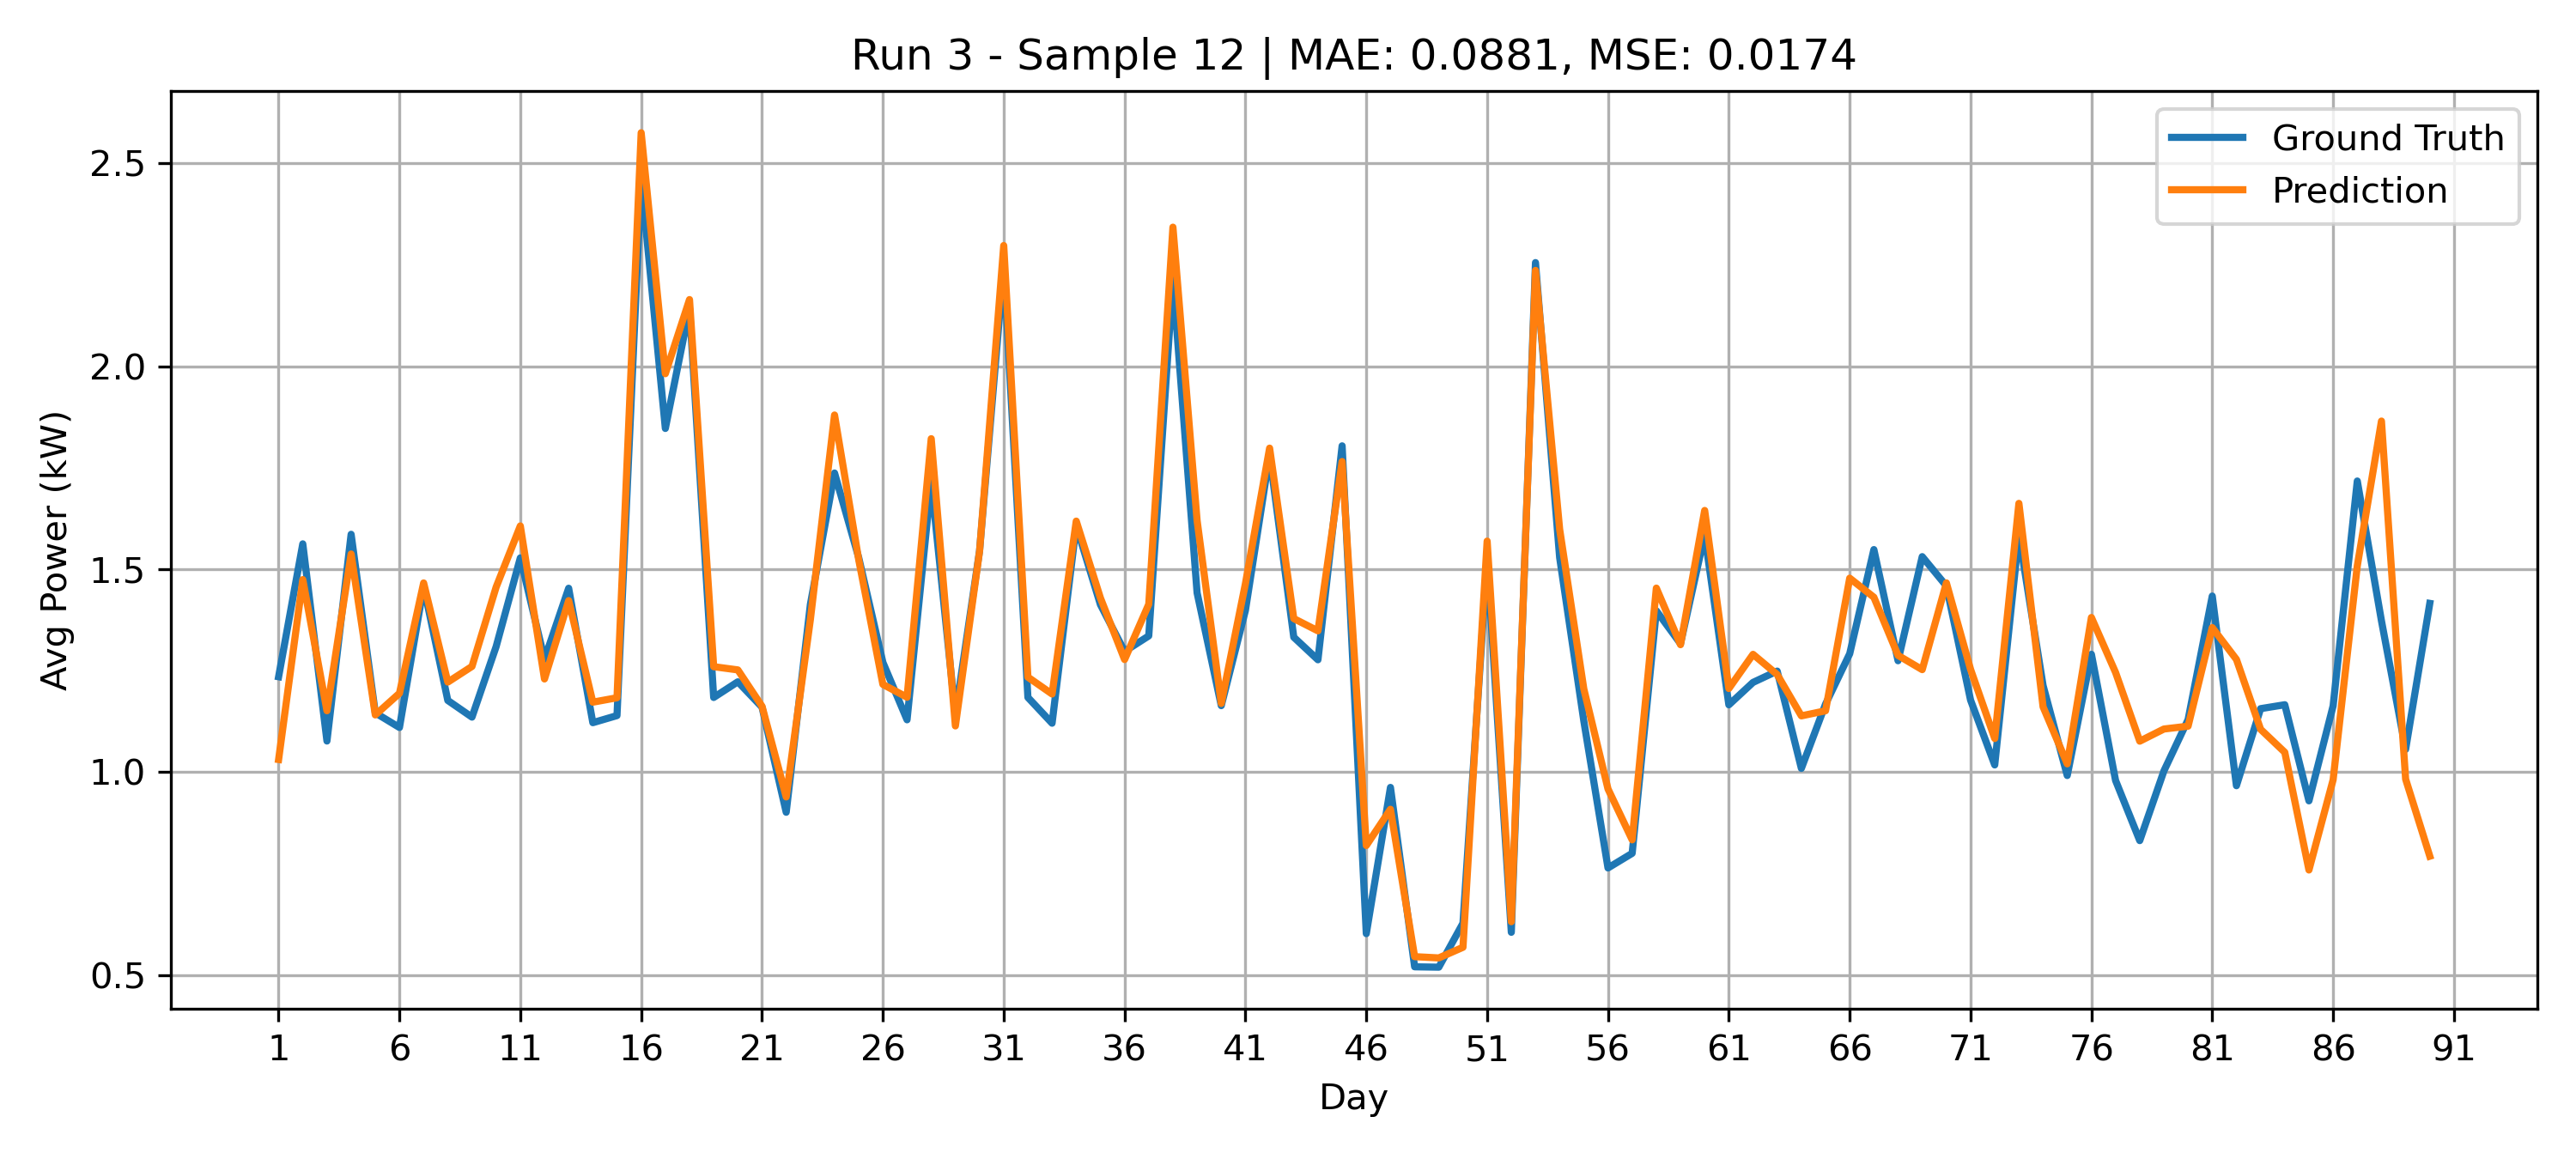 Run 3 - Sample 12 | MAE: 0.0881, MSE: 0.0174
Ground Truth
Prediction
2.5
2.0
1.5
1.0
0.5
Avg Power (kW)
1 6 11 16 21 26 31 36 41 46 51 56 61 66 71 76 81 86 91
Day